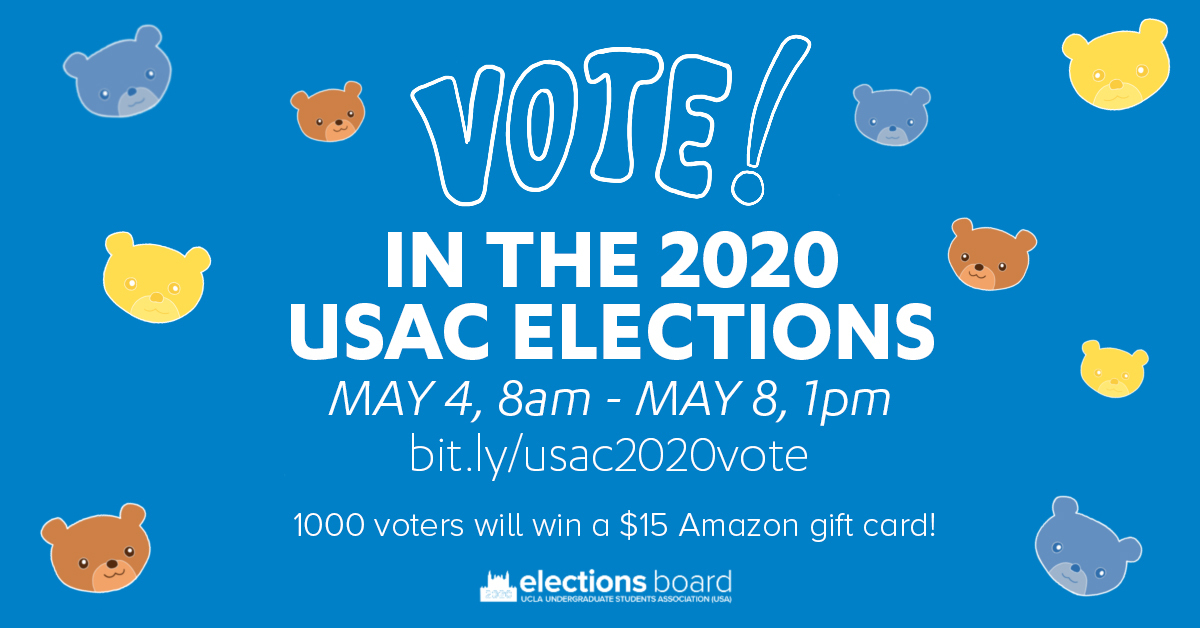 VOTE!
IN THE 2020
USAC ELECTIONS
MAY 4, 8am - MAY 8, 1pm
bit.ly/usac2020vote
1000 voters will win a $15 Amazon gift card!
2020 elections board
UCLA UNDERGRADUATE STUDENTS ASSOCIATION (USA)